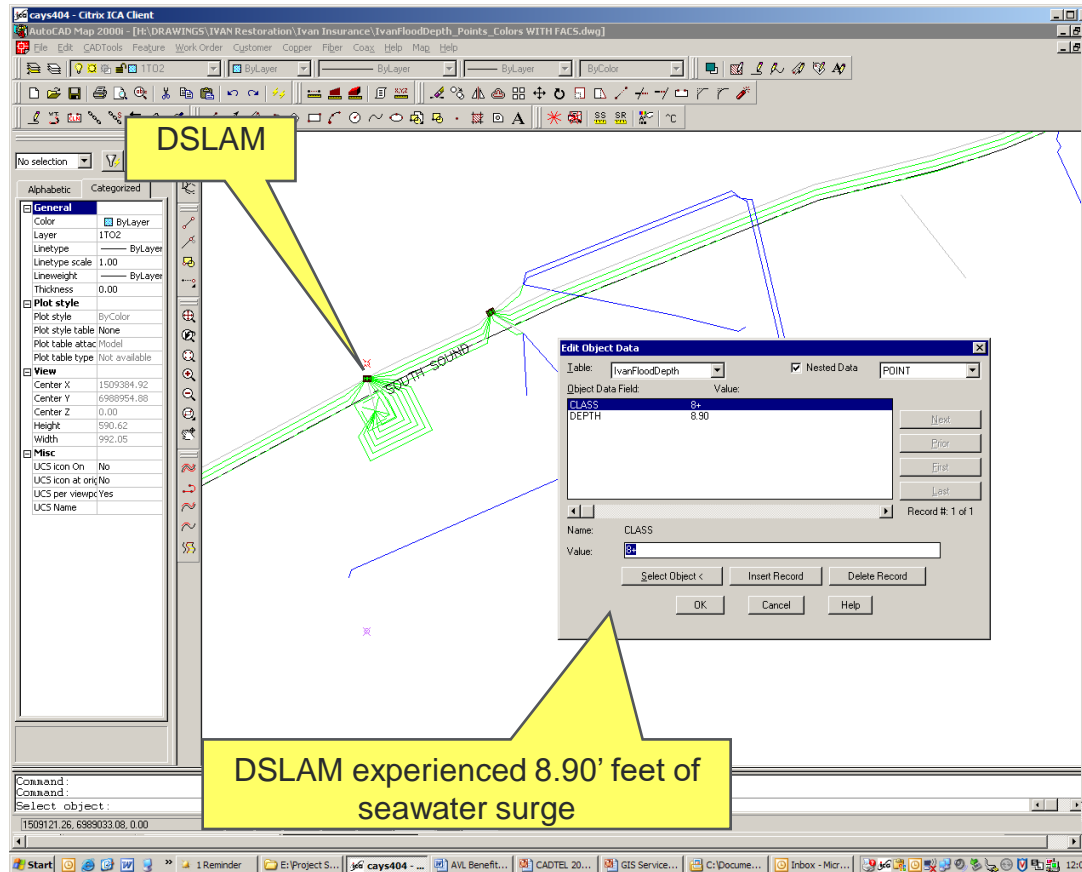 cays404 - Citrix ICA Client
AutoCAD Map 2000i - [H:\DRAWINGS\IVAN Restoration\Ivan Insurance\IvanFloodDepth_Points_Colors WITH FACS.dwg]
File Edit CADTools Feature Work Order Customer Copper Fiber Coax Help Map Help
1TO2 ByLayer ByLayer ByLayer ByColor
SS SR
DSLAM
No selection
Alphabetic Categorized
General
Color ByLayer
Layer 1TO2
Linetype ByLayer
Linetype scale 1.00
Lineweight ByLayer
Thickness 0.00
Plot style
Plot style ByColor
Plot style table None
Plot table attac Model
Plot table type Not available
View
Center X 1509384.92
Center Y 6988954.88
Center Z 0.00
Height 590.62
Width 992.05
Misc
UCS icon On No
UCS icon at orig No
UCS per viewpo Yes
UCS Name
SOUTH SOUND
Edit Object Data
Table: IvanFloodDepth Nested Data POINT
Object Data Field: Value:
CLASS 8+
DEPTH 8.90
Next
Prior
First
Last
Record #: 1 of 1
Name: CLASS
Value: 8+
Select Object < Insert Record Delete Record
OK Cancel Help
DSLAM experienced 8.90’ feet of
seawater surge
Command:
Command:
Select object:
1509121.26, 6989033.08, 0.00
Start 1 Reminder E:\Project S... cays404 - ... AVL Benefit... CADTEL 20... GIS Service... C:\Docume... Inbox - Micr...